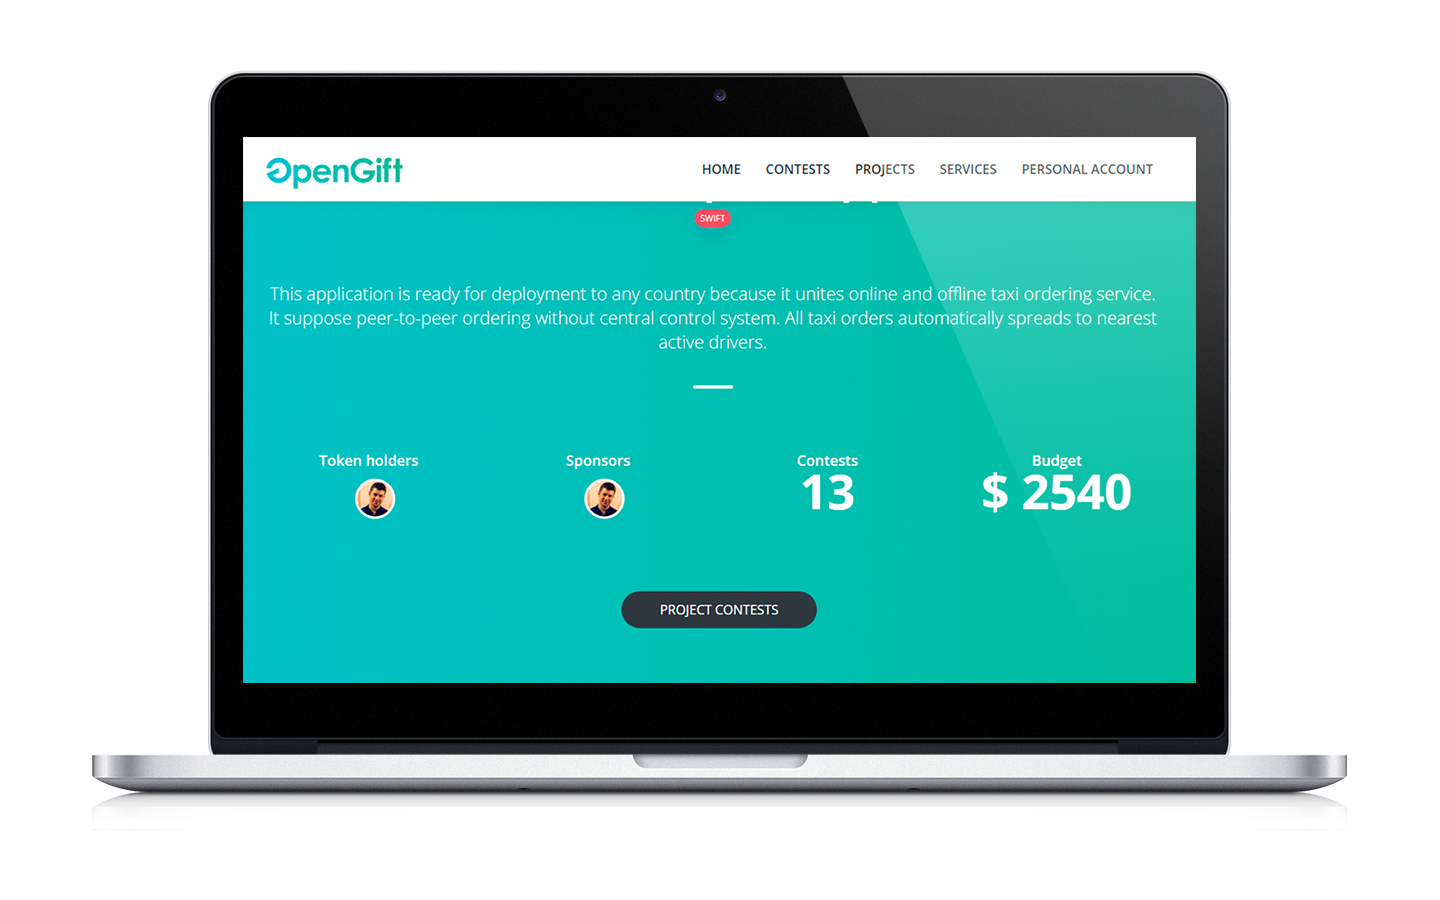 OpenGift
HOME CONTESTS PROJECTS SERVICES PERSONAL ACCOUNT
SWIFT
This application is ready for deployment to any country because it unites online and offline taxi ordering service.
It suppose peer-to-peer ordering without central control system. All taxi orders automatically spreads to nearest
active drivers.
Token holders Sponsors Contests Budget
13 $ 2540
PROJECT CONTESTS